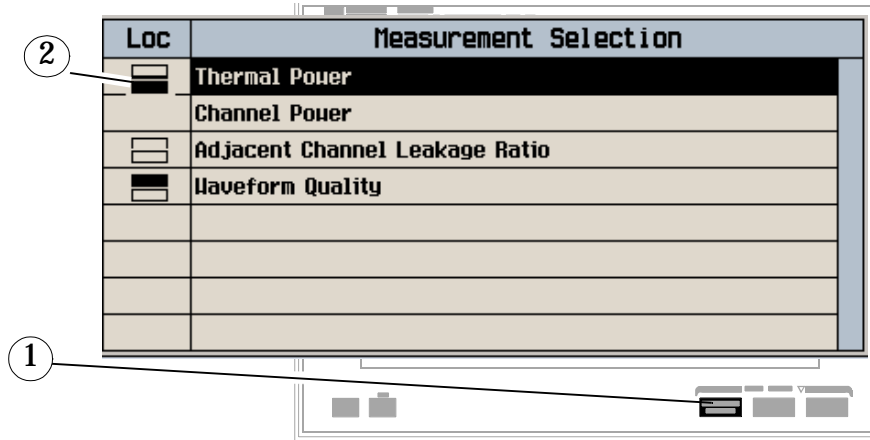 Loc Measurement Selection
2
Thermal Power
Channel Power
Adjacent Channel Leakage Ratio
Waveform Quality
1